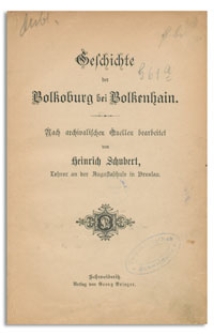 Geschichte
der
Bolkoburg bei Bolkenhain.
Nach archivalischen Quellen bearbeitet
von
Heinrich Schubert,
Lehrer an der Augustaschule in Breslau.
Verlag von Georg